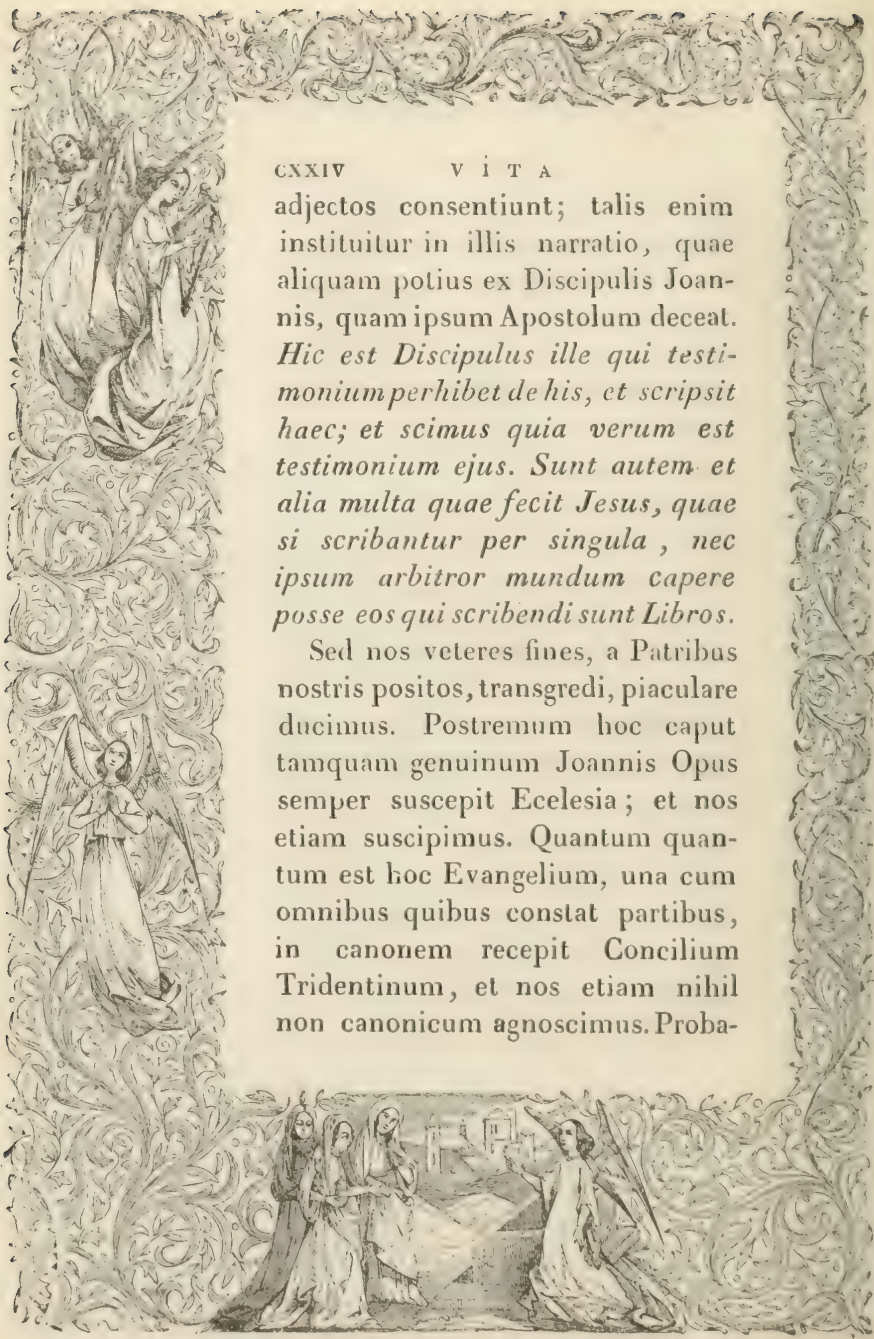 CXXIV VITA
adjectos consentiunt; talis enim
instituitur in illis narratio, quae
aliquam potius ex Discipulis Joan-
nis, quam ipsum Apostolum deceat.
Hic est Discipulus ille qui testi-
monium perhibet de his, et scripsit
haec; et scimus quia verum est
testimonium ejus. Sunt autem et
alia multa quae fecit Jesus, quae
si scribantur per singula , nec
ipsum arbitror mundum capere
posse eos qui scribendi sunt Libros.
Sed nos veteres fines, a Patribus
nostris positos, transgredi, piaculare
ducimus. Postremum hoc caput
tamquam genuinum Joannis Opus
semper suscepit Ecelesia ; et nos
etiam suscipimus. Quantum quan-
tum est hoc Evangelium, una cum
omnibus quibus constat partibus,
in canonem recepit Concilium
Tridentinum, et nos etiam nihil
non canonicum agnoscimus. Proba-